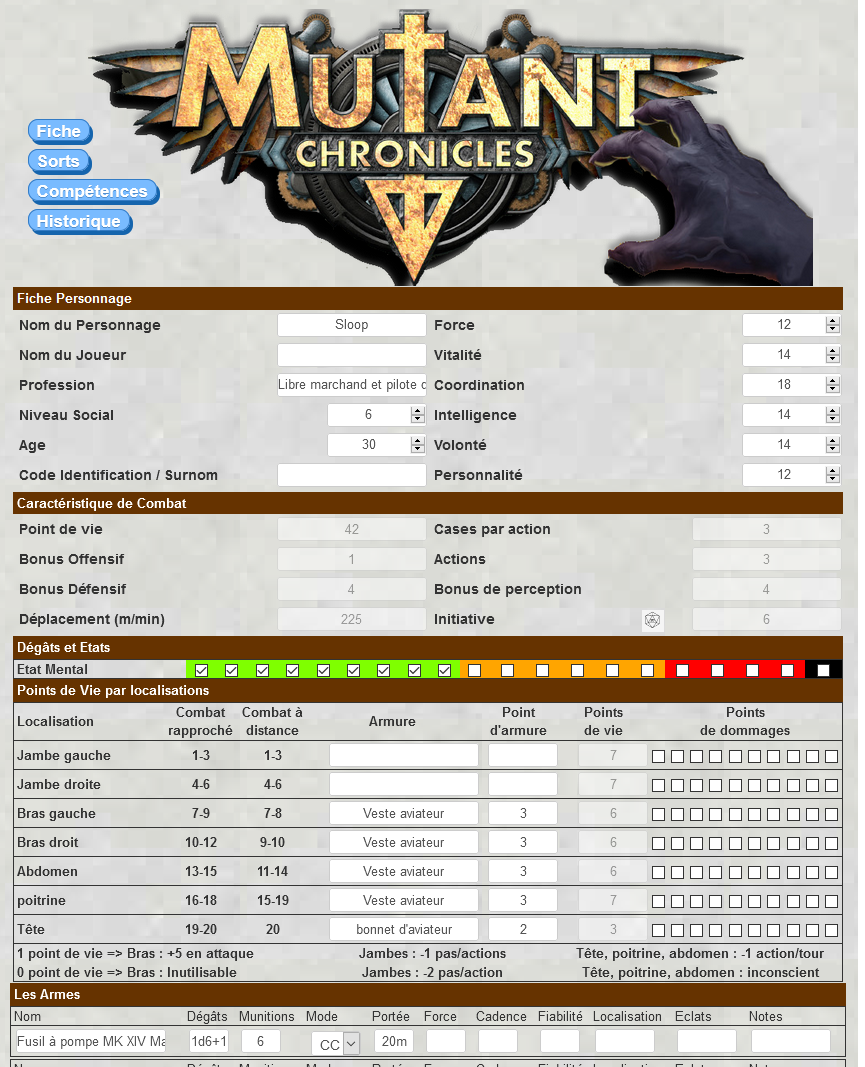 MUTANT
CHRONICLES
Fiche
Sorts
Compétences
Historique
Fiche Personnage
Nom du Personnage Sloop Force 12
Nom du Joueur Vitalité 14
Profession Libre marchand et pilote d Coordination 18
Niveau Social 6 Intelligence 14
Age 30 Volonté 14
Code Identification / Surnom Personnalité 12
Caractéristique de Combat
Point de vie 42 Cases par action 3
Bonus Offensif 1 Actions 3
Bonus Défensif 4 Bonus de perception 4
Déplacement (m/min) 225 Initiative 6
Dégâts et Etats
Etat Mental
Points de Vie par localisations
Localisation Combat rapproché Combat à distance Armure Point d'armure Points de vie Points de dommages
Jambe gauche 1-3 1-3 7
Jambe droite 4-6 4-6 7
Bras gauche 7-9 7-8 Veste aviateur 3 6
Bras droit 10-12 9-10 Veste aviateur 3 6
Abdomen 13-15 11-14 Veste aviateur 3 6
poitrine 16-18 15-19 Veste aviateur 3 7
Tête 19-20 20 bonnet d'aviateur 2 3
1 point de vie => Bras : +5 en attaque Jambes : -1 pas/actions Tête, poitrine, abdomen : -1 action/tour
0 point de vie => Bras : Inutilisable Jambes : -2 pas/action Tête, poitrine, abdomen : inconscient
Les Armes
Nom Dégâts Munitions Mode Portée Force Cadence Fiabilité Localisation Eclats Notes
Fusil à pompe MK XIV Ma 1d6+1 6 CC 20m